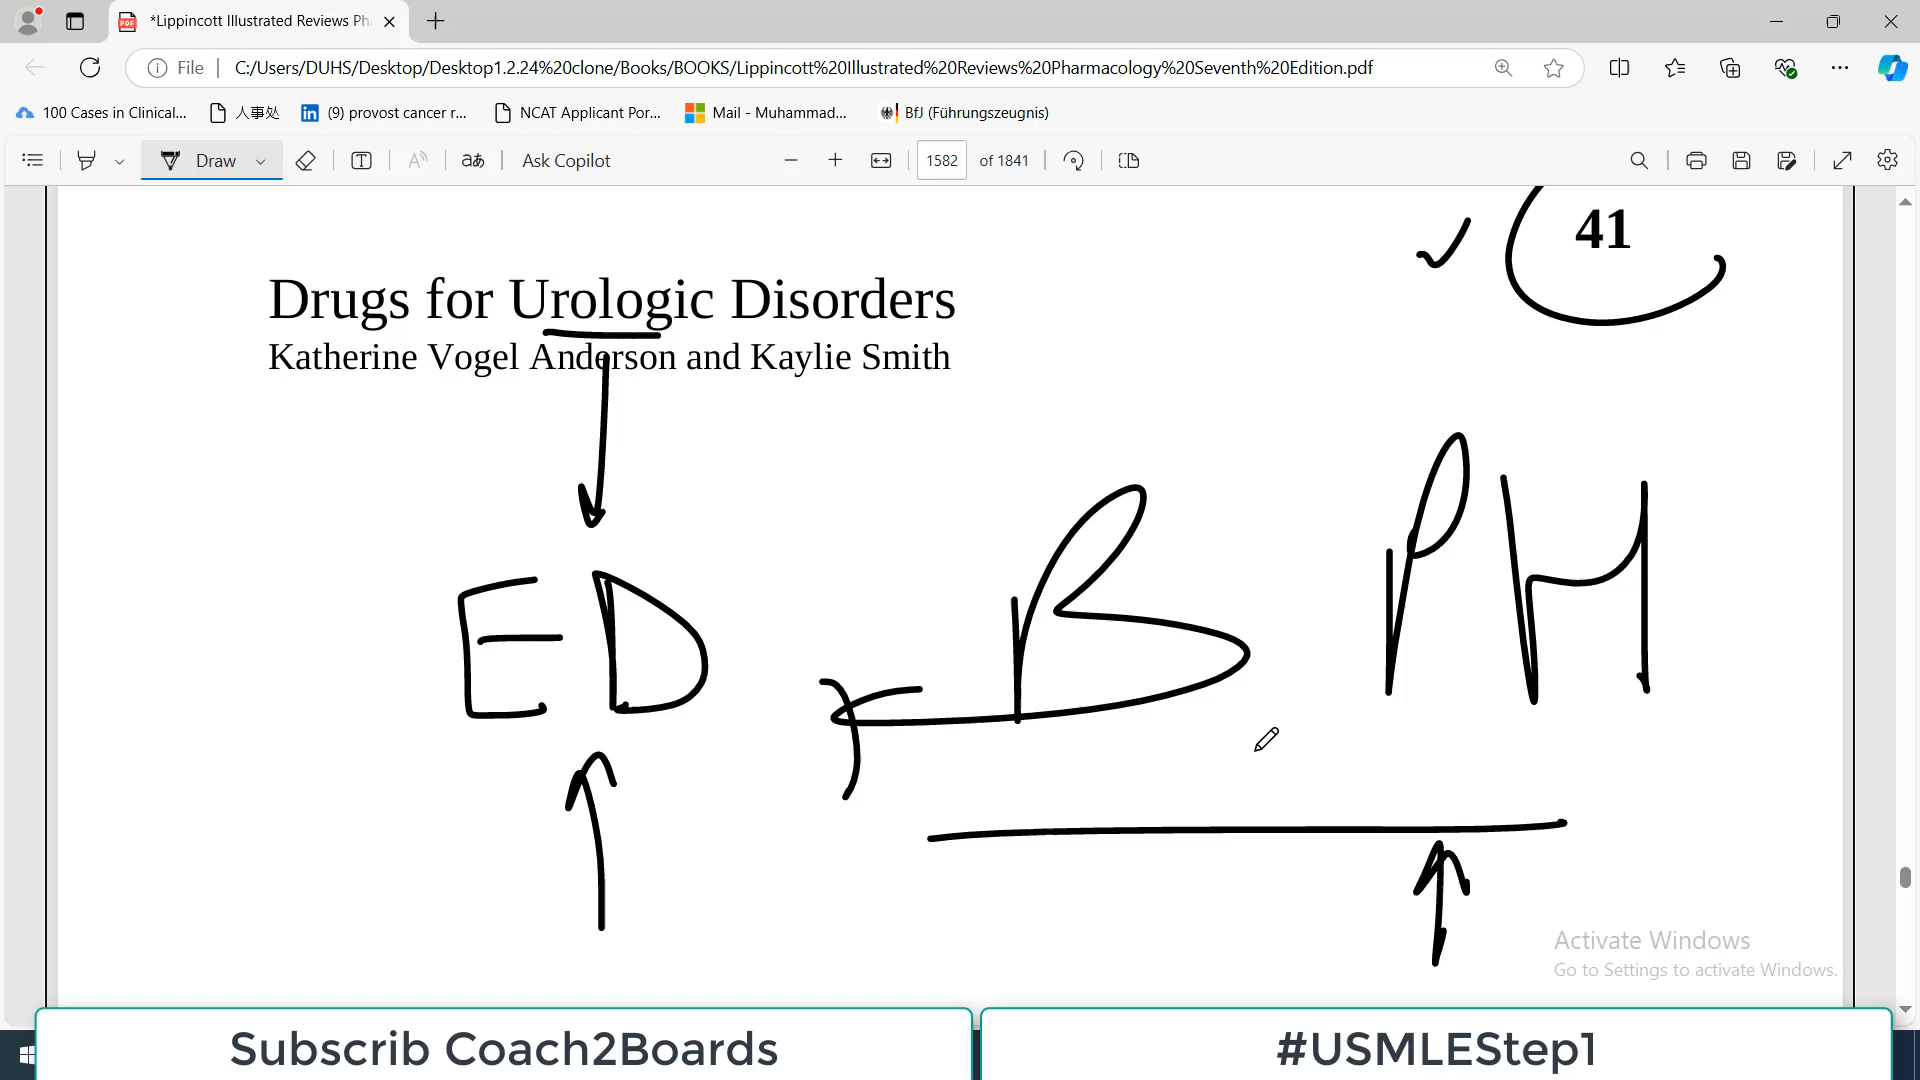 *Lippincott Illustrated Reviews Ph
File
C:/Users/DUHS/Desktop/Desktop1.2.24%20clone/Books/BOOKS/Lippincott%20Illustrated%20Reviews%20Pharmacology%20Seventh%20Edition.pdf
100 Cases in Clinical...
人事处
(9) provost cancer r...
NCAT Applicant Por...
Mail - Muhammad...
BfJ (Führungszeugnis)
Draw
Ask Copilot
1582 of 1841
41
Drugs for Urologic Disorders
Katherine Vogel Anderson and Kaylie Smith
ED B PH
Activate Windows
Go to Settings to activate Windows.
Subscrib Coach2Boards
#USMLEStep1